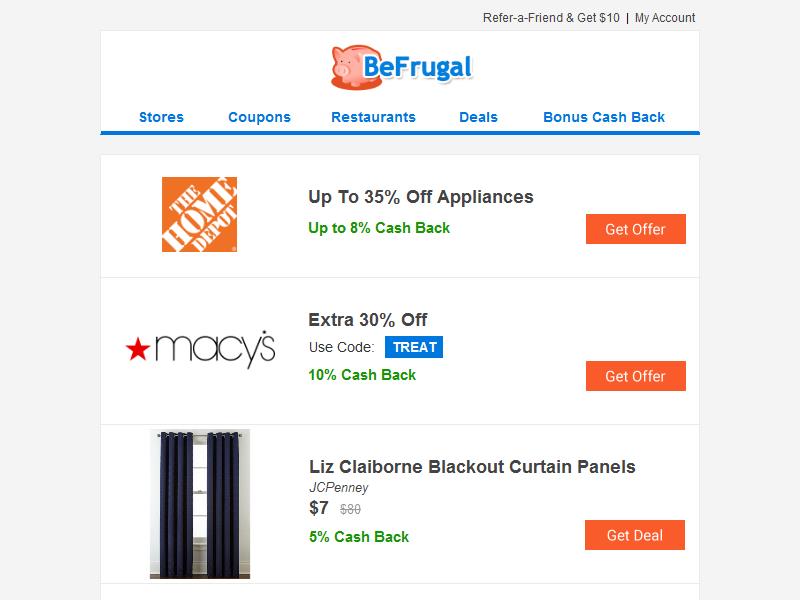 Refer-a-Friend & Get $10 | My Account
BeFrugal
Stores Coupons Restaurants Deals Bonus Cash Back
THE
HOME
DEPOT
Up To 35% Off Appliances
Up to 8% Cash Back
Get Offer
macy's
Extra 30% Off
Use Code: TREAT
10% Cash Back
Get Offer
Liz Claiborne Blackout Curtain Panels
JCPenney
$7 $80
5% Cash Back
Get Deal